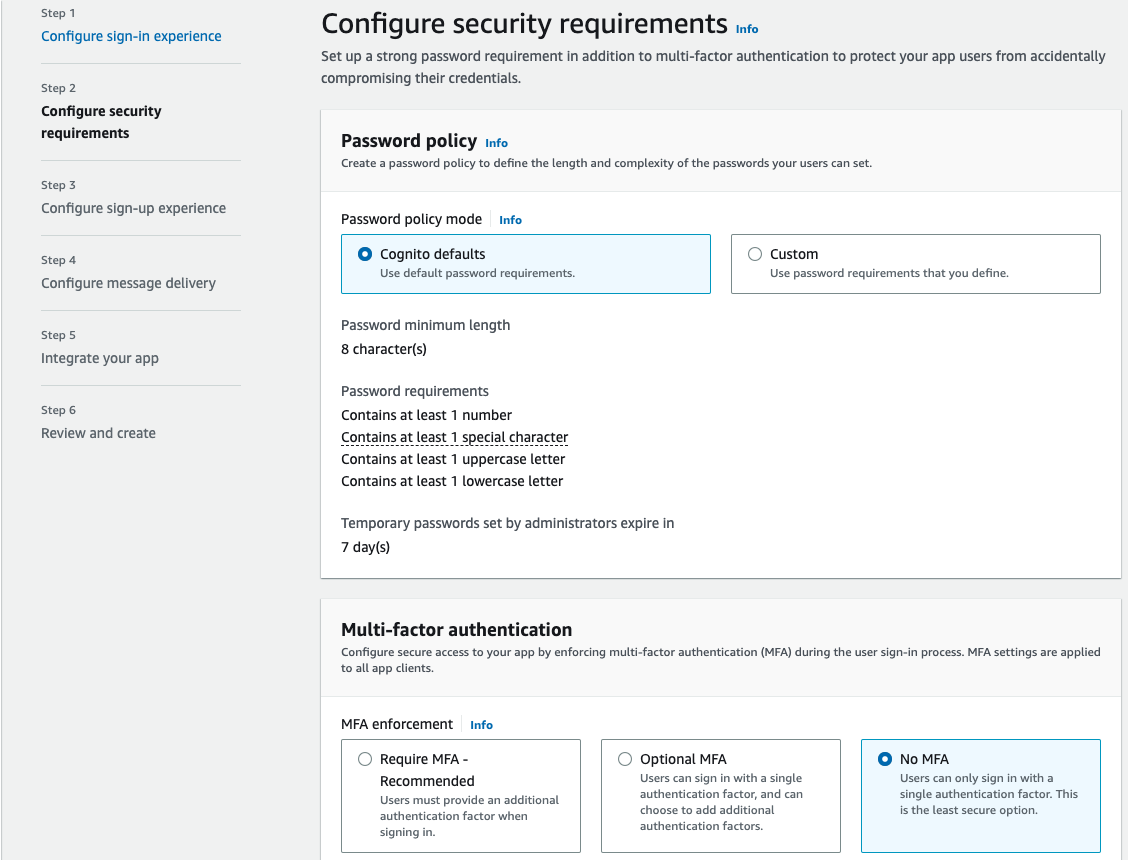 Step 1
Configure sign-in experience
Step 2
Configure security
requirements
Step 3
Configure sign-up experience
Step 4
Configure message delivery
Step 5
Integrate your app
Step 6
Review and create
Configure security requirements Info
Set up a strong password requirement in addition to multi-factor authentication to protect your app users from accidentally
compromising their credentials.
Password policy Info
Create a password policy to define the length and complexity of the passwords your users can set.
Password policy mode Info
Cognito defaults
Use default password requirements.
Custom
Use password requirements that you define.
Password minimum length
8 character(s)
Password requirements
Contains at least 1 number
Contains at least 1 special character
Contains at least 1 uppercase letter
Contains at least 1 lowercase letter
Temporary passwords set by administrators expire in
7 day(s)
Multi-factor authentication
Configure secure access to your app by enforcing multi-factor authentication (MFA) during the user sign-in process. MFA settings are applied
to all app clients.
MFA enforcement Info
Require MFA -
Recommended
Users must provide an additional
authentication factor when
signing in.
Optional MFA
Users can sign in with a single
authentication factor, and can
choose to add additional
authentication factors.
No MFA
Users can only sign in with a
single authentication factor. This
is the least secure option.